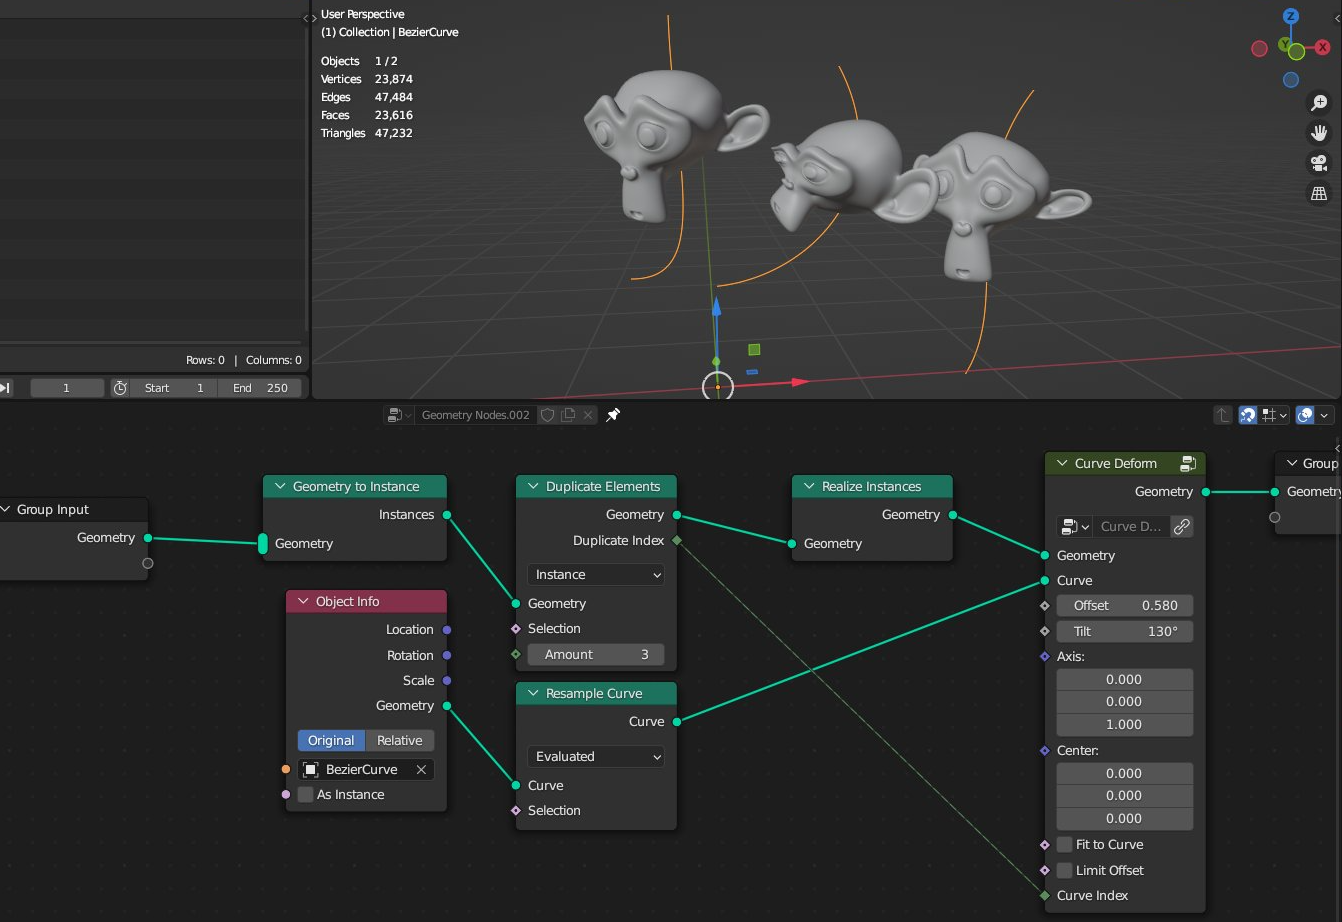 User Perspective
(1) Collection | BezierCurve
Objects 1 / 2
Vertices 23,874
Edges 47,484
Faces 23,616
Triangles 47,232
Z
Y
X
Rows: 0 | Columns: 0
1
Start 1
End 250
Geometry Nodes.002
Group Input
Geometry
Geometry to Instance
Instances
Geometry
Object Info
Location
Rotation
Scale
Geometry
Original Relative
BezierCurve
As Instance
Duplicate Elements
Geometry
Duplicate Index
Instance
Geometry
Selection
Amount 3
Resample Curve
Curve
Evaluated
Curve
Selection
Realize Instances
Geometry
Geometry
Curve Deform
Geometry
Curve D...
Geometry
Curve
Offset 0.580
Tilt 130°
Axis:
0.000
0.000
1.000
Center:
0.000
0.000
0.000
Fit to Curve
Limit Offset
Curve Index
Group
Geometry